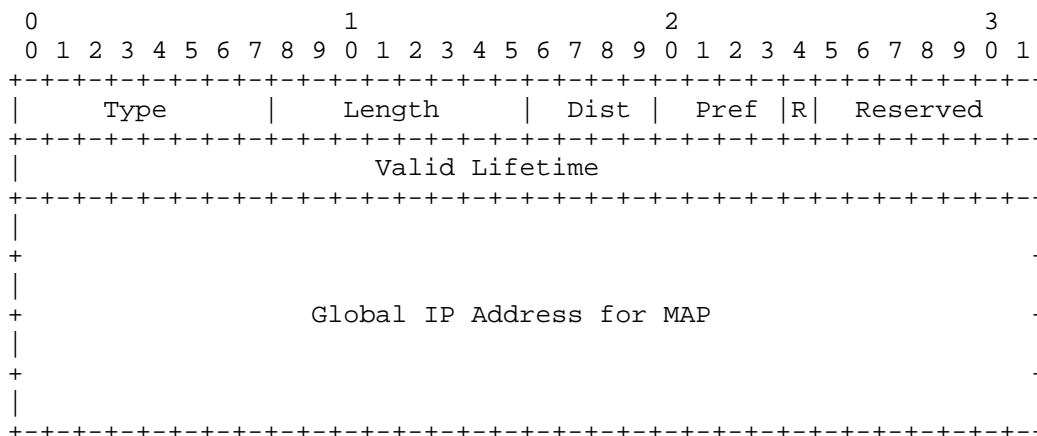 0                   1                   2                   3
 0 1 2 3 4 5 6 7 8 9 0 1 2 3 4 5 6 7 8 9 0 1 2 3 4 5 6 7 8 9 0 1
+-+-+-+-+-+-+-+-+-+-+-+-+-+-+-+-+-+-+-+-+-+-+-+-+-+-+-+-+-+-+-+--
|     Type      |    Length     | Dist  | Pref  |R|  Reserved
+-+-+-+-+-+-+-+-+-+-+-+-+-+-+-+-+-+-+-+-+-+-+-+-+-+-+-+-+-+-+-+--
|                      Valid Lifetime
+-+-+-+-+-+-+-+-+-+-+-+-+-+-+-+-+-+-+-+-+-+-+-+-+-+-+-+-+-+-+-+--
|
+                                                               -
|
+                  Global IP Address for MAP                    -
|
+                                                               -
|
+-+-+-+-+-+-+-+-+-+-+-+-+-+-+-+-+-+-+-+-+-+-+-+-+-+-+-+-+-+-+-+--